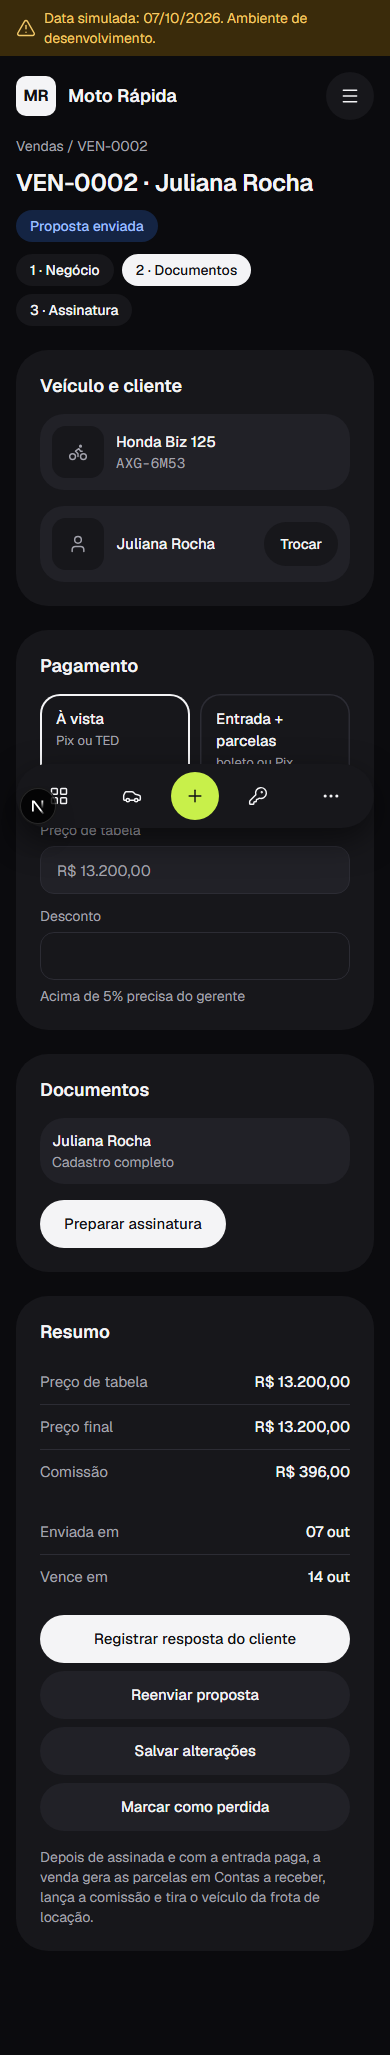 Data simulada: 07/10/2026. Ambiente de
desenvolvimento.
MR
Moto Rápida
Vendas / VEN-0002
VEN-0002 · Juliana Rocha
Proposta enviada
1 · Negócio
2 · Documentos
3 · Assinatura
Veículo e cliente
Honda Biz 125
AXG-6M53
Juliana Rocha
Trocar
Pagamento
À vista
Pix ou TED
Entrada +
parcelas
boleto ou Pix
N
Preço de tabela
R$ 13.200,00
Desconto
Acima de 5% precisa do gerente
Documentos
Juliana Rocha
Cadastro completo
Preparar assinatura
Resumo
Preço de tabela R$ 13.200,00
Preço final R$ 13.200,00
Comissão R$ 396,00
Enviada em 07 out
Vence em 14 out
Registrar resposta do cliente
Reenviar proposta
Salvar alterações
Marcar como perdida
Depois de assinada e com a entrada paga, a
venda gera as parcelas em Contas a receber,
lança a comissão e tira o veículo da frota de
locação.